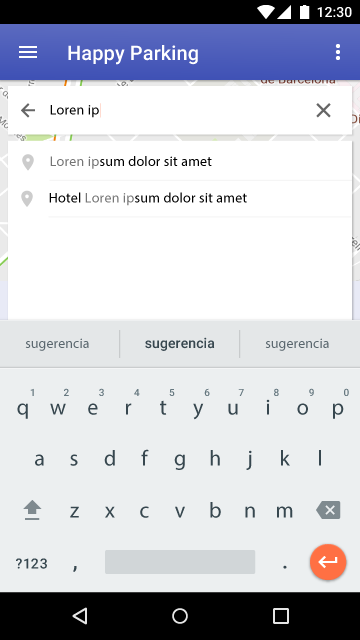 12:30
Happy Parking
de Barcelona
Loren ip
Loren ipsum dolor sit amet
Hotel Loren ipsum dolor sit amet
sugerencia sugerencia sugerencia
1 2 3 4 5 6 7 8 9 0
q w e r t y u i o p
a s d f g h j k l
z x c v b n m
?123 , .